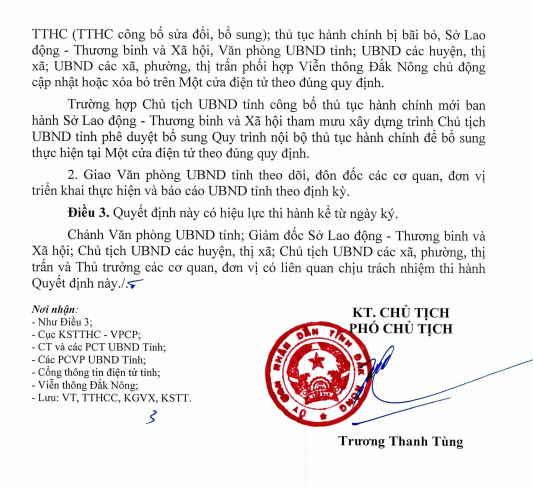 TTHC (TTHC công bố sửa đổi, bổ sung); thủ tục hành chính bị bãi bỏ, Sở Lao
động - Thương binh và Xã hội, Văn phòng UBND tỉnh; UBND các huyện, thị
xã; UBND các xã, phường, thị trấn phối hợp Viễn thông Đắk Nông chủ động
cập nhật hoặc xóa bỏ trên Một cửa điện tử theo đúng quy định.
Trường hợp Chủ tịch UBND tỉnh công bố thủ tục hành chính mới ban
hành Sở Lao động - Thương binh và Xã hội tham mưu xây dựng trình Chủ tịch
UBND tỉnh phê duyệt bổ sung Quy trình nội bộ thủ tục hành chính để bổ sung
thực hiện tại Một cửa điện tử theo đúng quy định.
2. Giao Văn phòng UBND tỉnh theo dõi, đôn đốc các cơ quan, đơn vị
triển khai thực hiện và báo cáo UBND tỉnh theo định kỳ.
Điều 3. Quyết định này có hiệu lực thi hành kể từ ngày ký.
Chánh Văn phòng UBND tỉnh; Giám đốc Sở Lao động - Thương binh và
Xã hội; Chủ tịch UBND các huyện, thị xã; Chủ tịch UBND các xã, phường, thị
trấn và Thủ trưởng các cơ quan, đơn vị có liên quan chịu trách nhiệm thi hành
Quyết định này./.
Nơi nhận:
- Như Điều 3;
- Cục KSTTHC - VPCP;
- CT và các PCT UBND Tỉnh;
- Các PCVP UBND Tỉnh;
- Cổng thông tin điện tử tỉnh;
- Viễn thông Đắk Nông;
- Lưu: VT, TTHCC, KGVX, KSTT.
3
KT. CHỦ TỊCH
PHÓ CHỦ TỊCH
ỦY BAN NHÂN DÂN TỈNH ĐẮK NÔNG
Trương Thanh Tùng